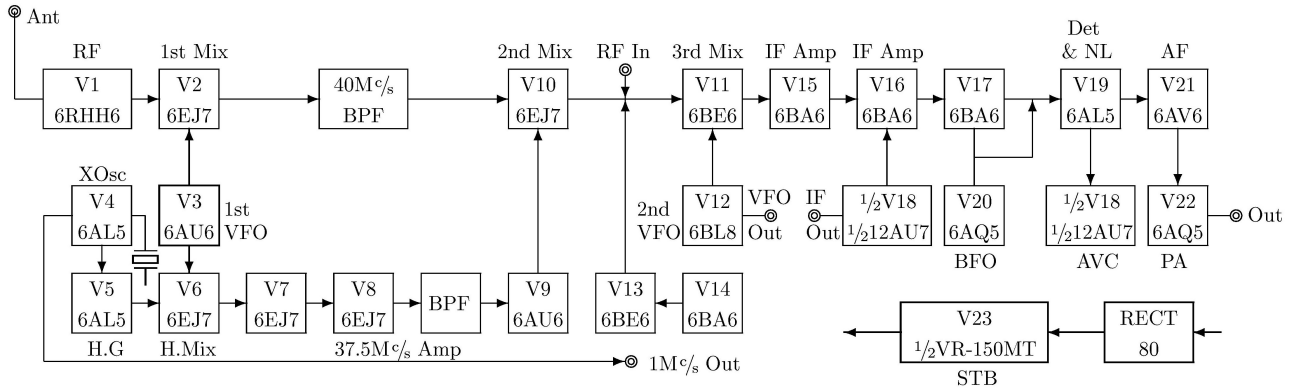 Ant
RF
1st Mix
2nd Mix
RF In
3rd Mix
IF Amp
IF Amp
Det
& NL
AF
V1
6RHH6
V2
6EJ7
40Mc/s
BPF
V10
6EJ7
V11
6BE6
V15
6BA6
V16
6BA6
V17
6BA6
V19
6AL5
V21
6AV6
XOsc
V4
6AL5
V3
6AU6
1st
VFO
2nd
VFO
V12
6BL8
VFO
Out
IF
Out
1/2V18
1/212AU7
V20
6AQ5
BFO
1/2V18
1/212AU7
AVC
V22
6AQ5
PA
Out
V5
6AL5
H.G
V6
6EJ7
H.Mix
V7
6EJ7
V8
6EJ7
37.5Mc/s Amp
BPF
V9
6AU6
V13
6BE6
V14
6BA6
1Mc/s Out
V23
1/2VR-150MT
STB
RECT
80